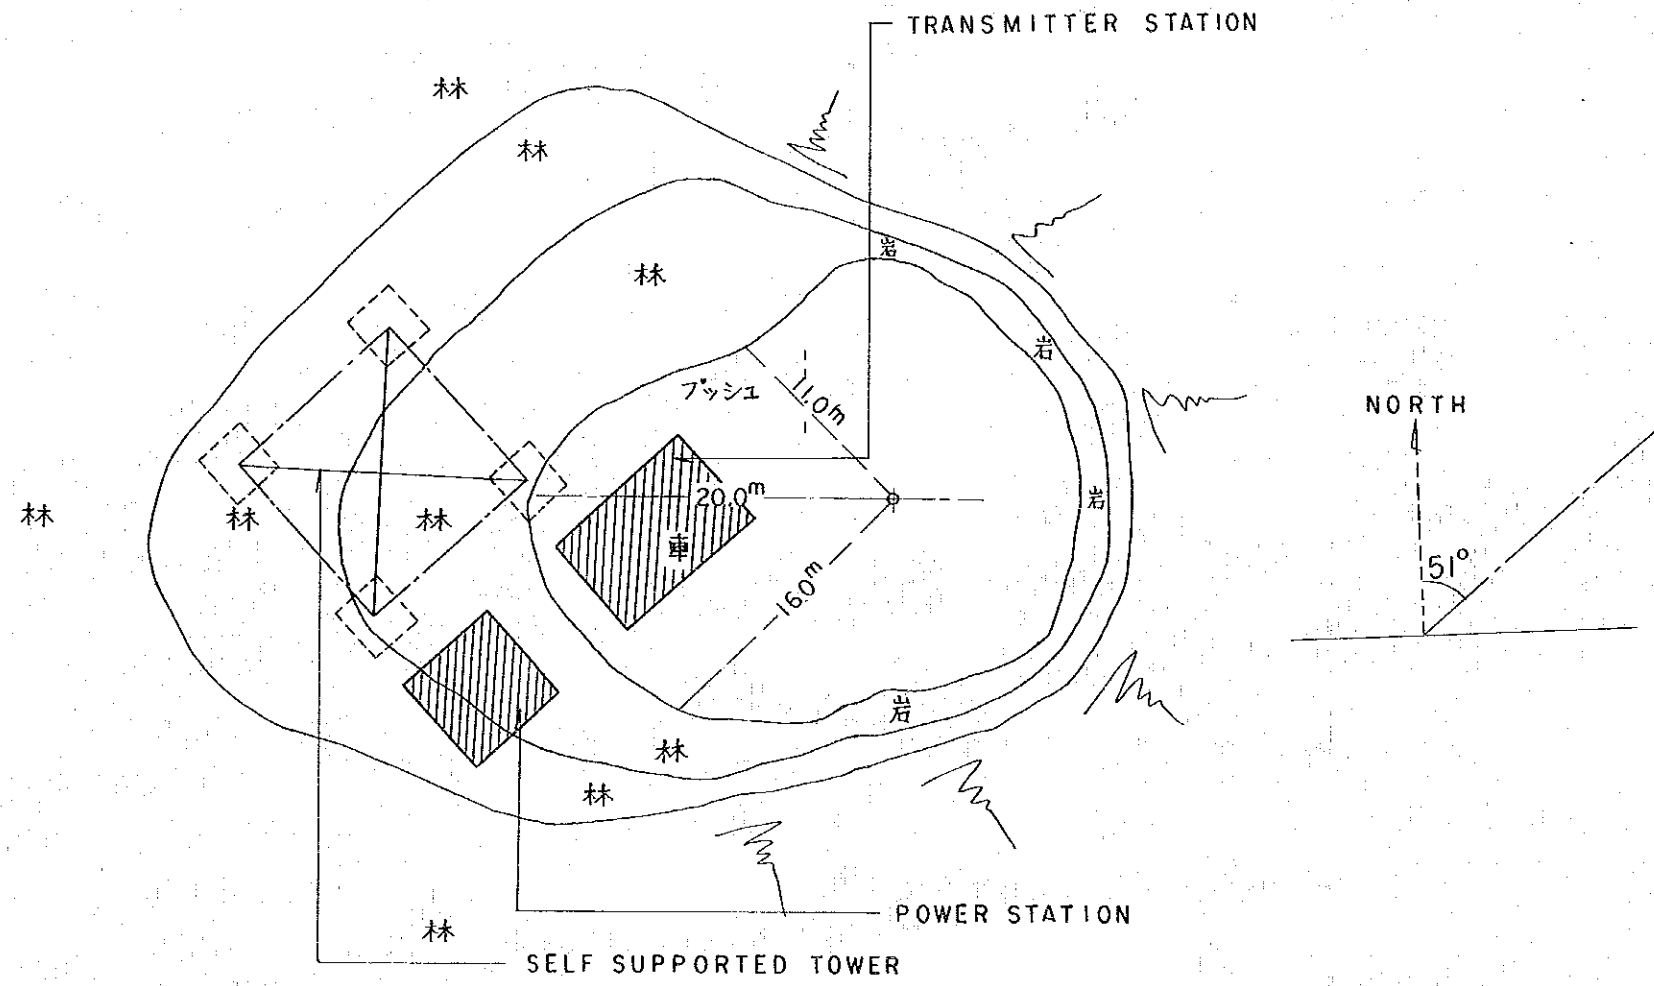 TRANSMITTER STATION
林
林
岩
林
岩
ブッシュ
11.0m
NORTH
20.0m
岩
林
林
林
車
51°
16.0m
岩
林
林
POWER STATION
林
SELF SUPPORTED TOWER